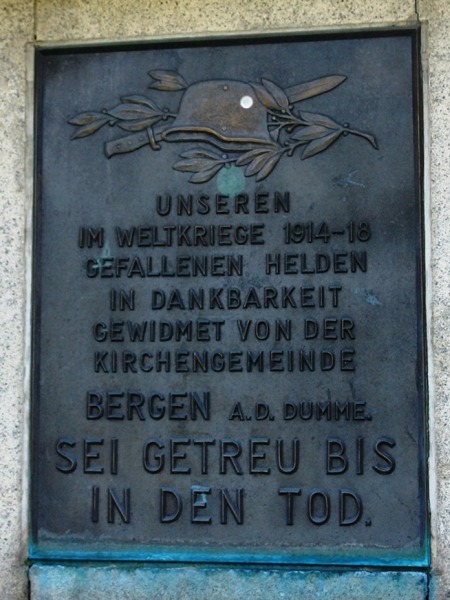 UNSEREN
IM WELTKRIEGE 1914-18
GEFALLENEN HELDEN
IN DANKBARKEIT
GEWIDMET VON DER
KIRCHENGEMEINDE
BERGEN A.D. DUMME.
SEI GETREU BIS
IN DEN TOD.